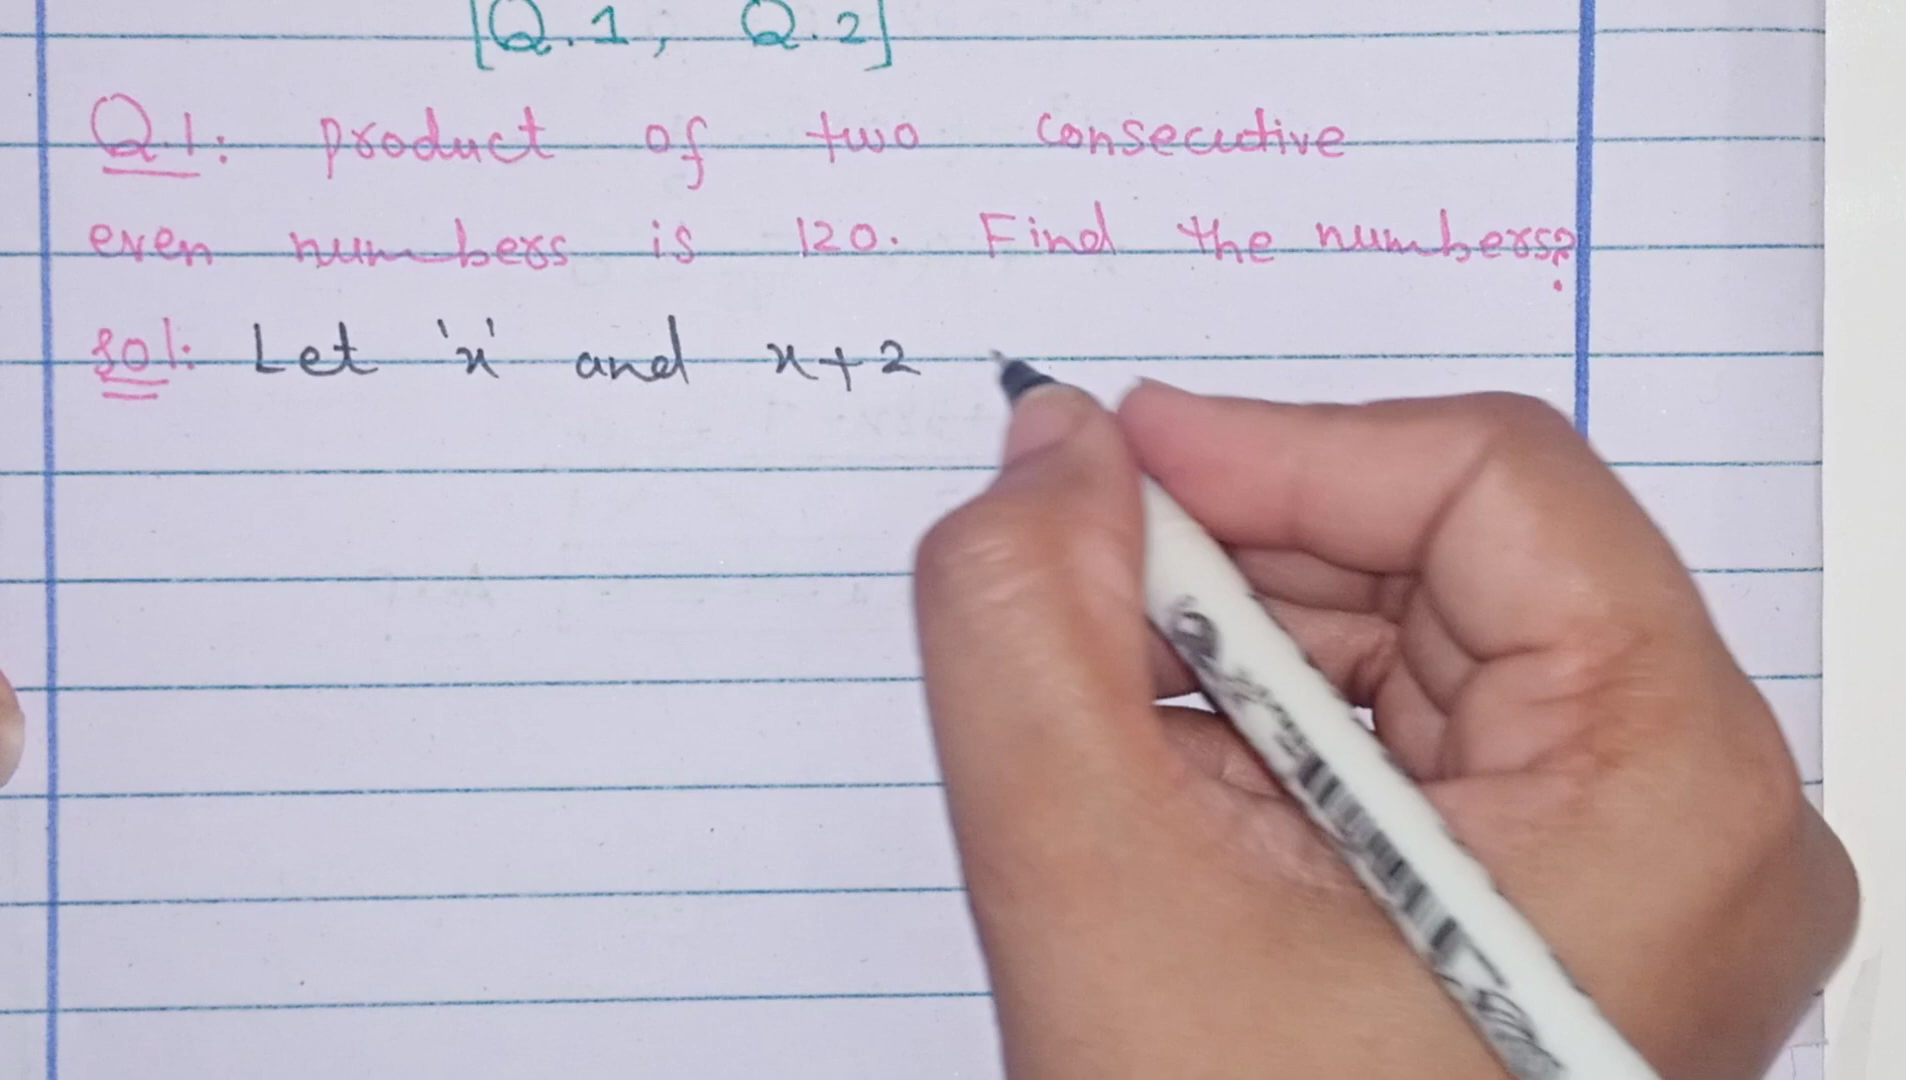 [Q.1, Q.2]
Q.1: product of two consecutive
even numbers is 120. Find the numbers?
Sol: Let 'x' and x+2